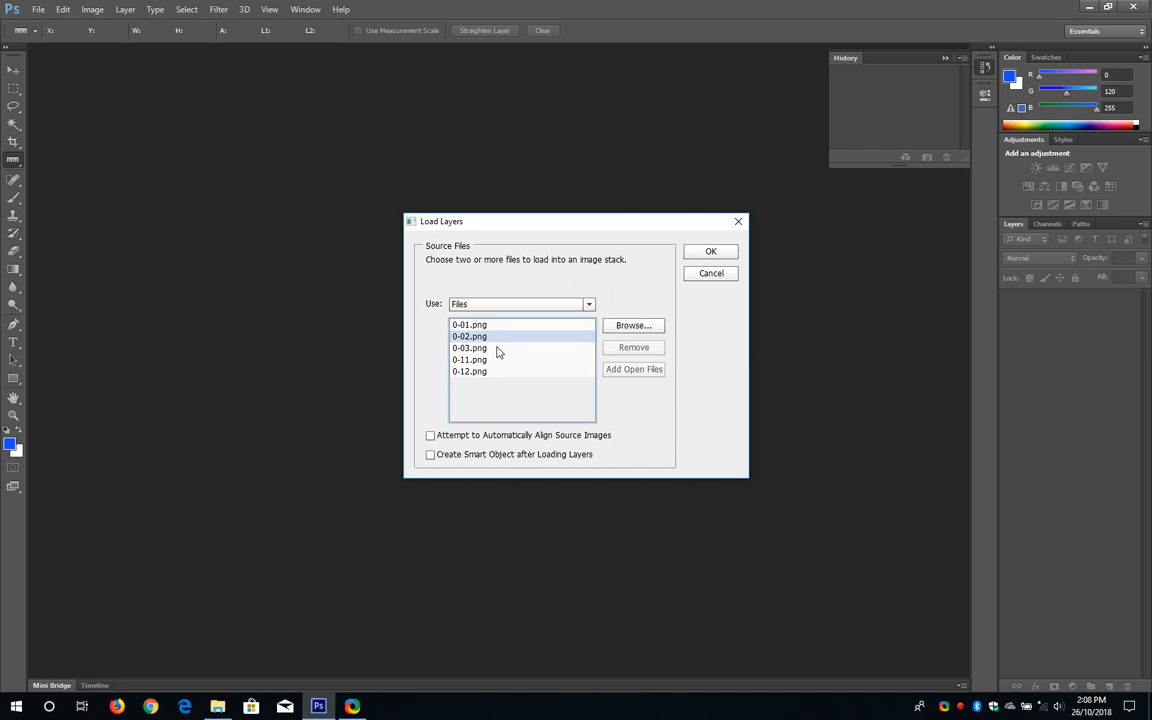 Ps File Edit Image Layer Type Select Filter 3D View Window Help
X: Y: W: H: A: L1: L2: Use Measurement Scale Straighten Layer Clear Essentials
History
Color Swatches
R 0
G 120
B 255
Adjustments Styles
Add an adjustment
Layers Channels Paths
Kind
Normal Opacity:
Lock: Fill:
Load Layers
Source Files
Choose two or more files to load into an image stack.
OK
Cancel
Use: Files
0-01.png
0-02.png
0-03.png
0-11.png
0-12.png
Browse...
Remove
Add Open Files
Attempt to Automatically Align Source Images
Create Smart Object after Loading Layers
Mini Bridge Timeline
Ps
2:08 PM
26/10/2018